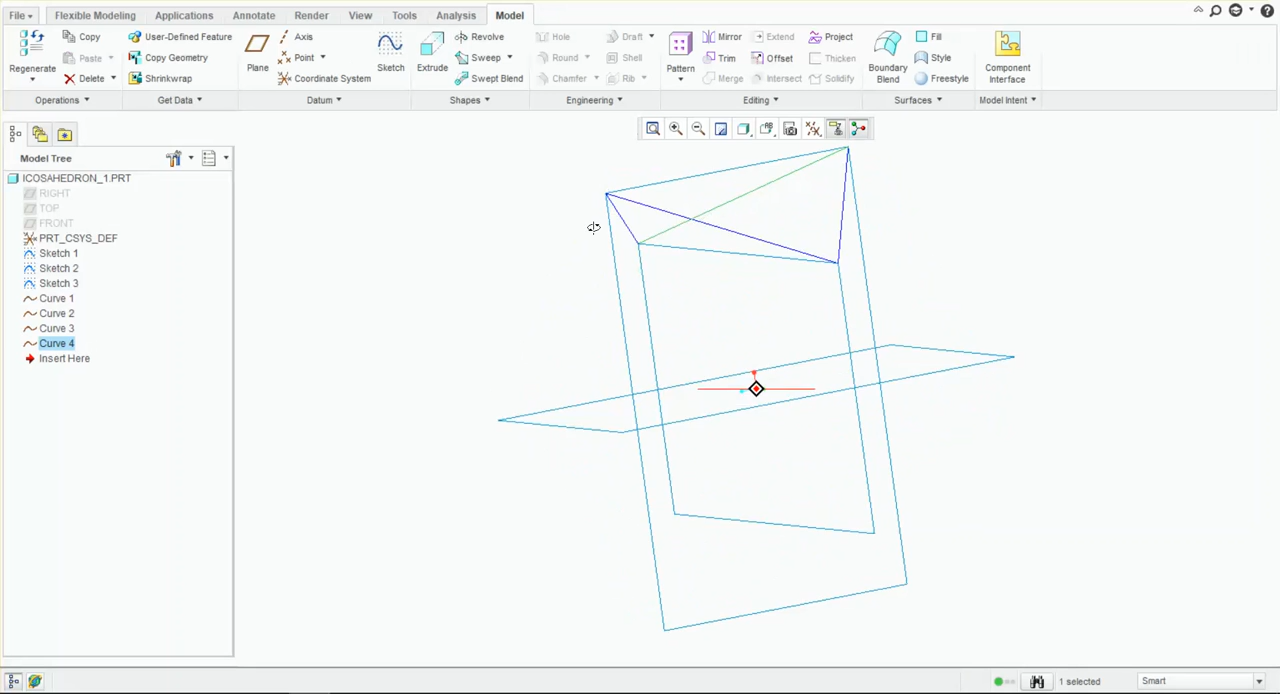 File Flexible Modeling Applications Annotate Render View Tools Analysis Model
Regenerate Copy Paste Delete
Operations
User-Defined Feature Copy Geometry Shrinkwrap
Get Data
Plane Axis Point Coordinate System Sketch
Datum
Extrude Revolve Sweep Swept Blend
Shapes
Hole Round Chamfer Draft Shell Rib
Engineering
Pattern Mirror Trim Merge Extend Offset Intersect Project Thicken Solidify
Editing
Boundary Blend Fill Style Freestyle
Surfaces
Component Interface
Model Intent
Model Tree
ICOSAHEDRON_1.PRT
RIGHT
TOP
FRONT
PRT_CSYS_DEF
Sketch 1
Sketch 2
Sketch 3
Curve 1
Curve 2
Curve 3
Curve 4
Insert Here
1 selected Smart